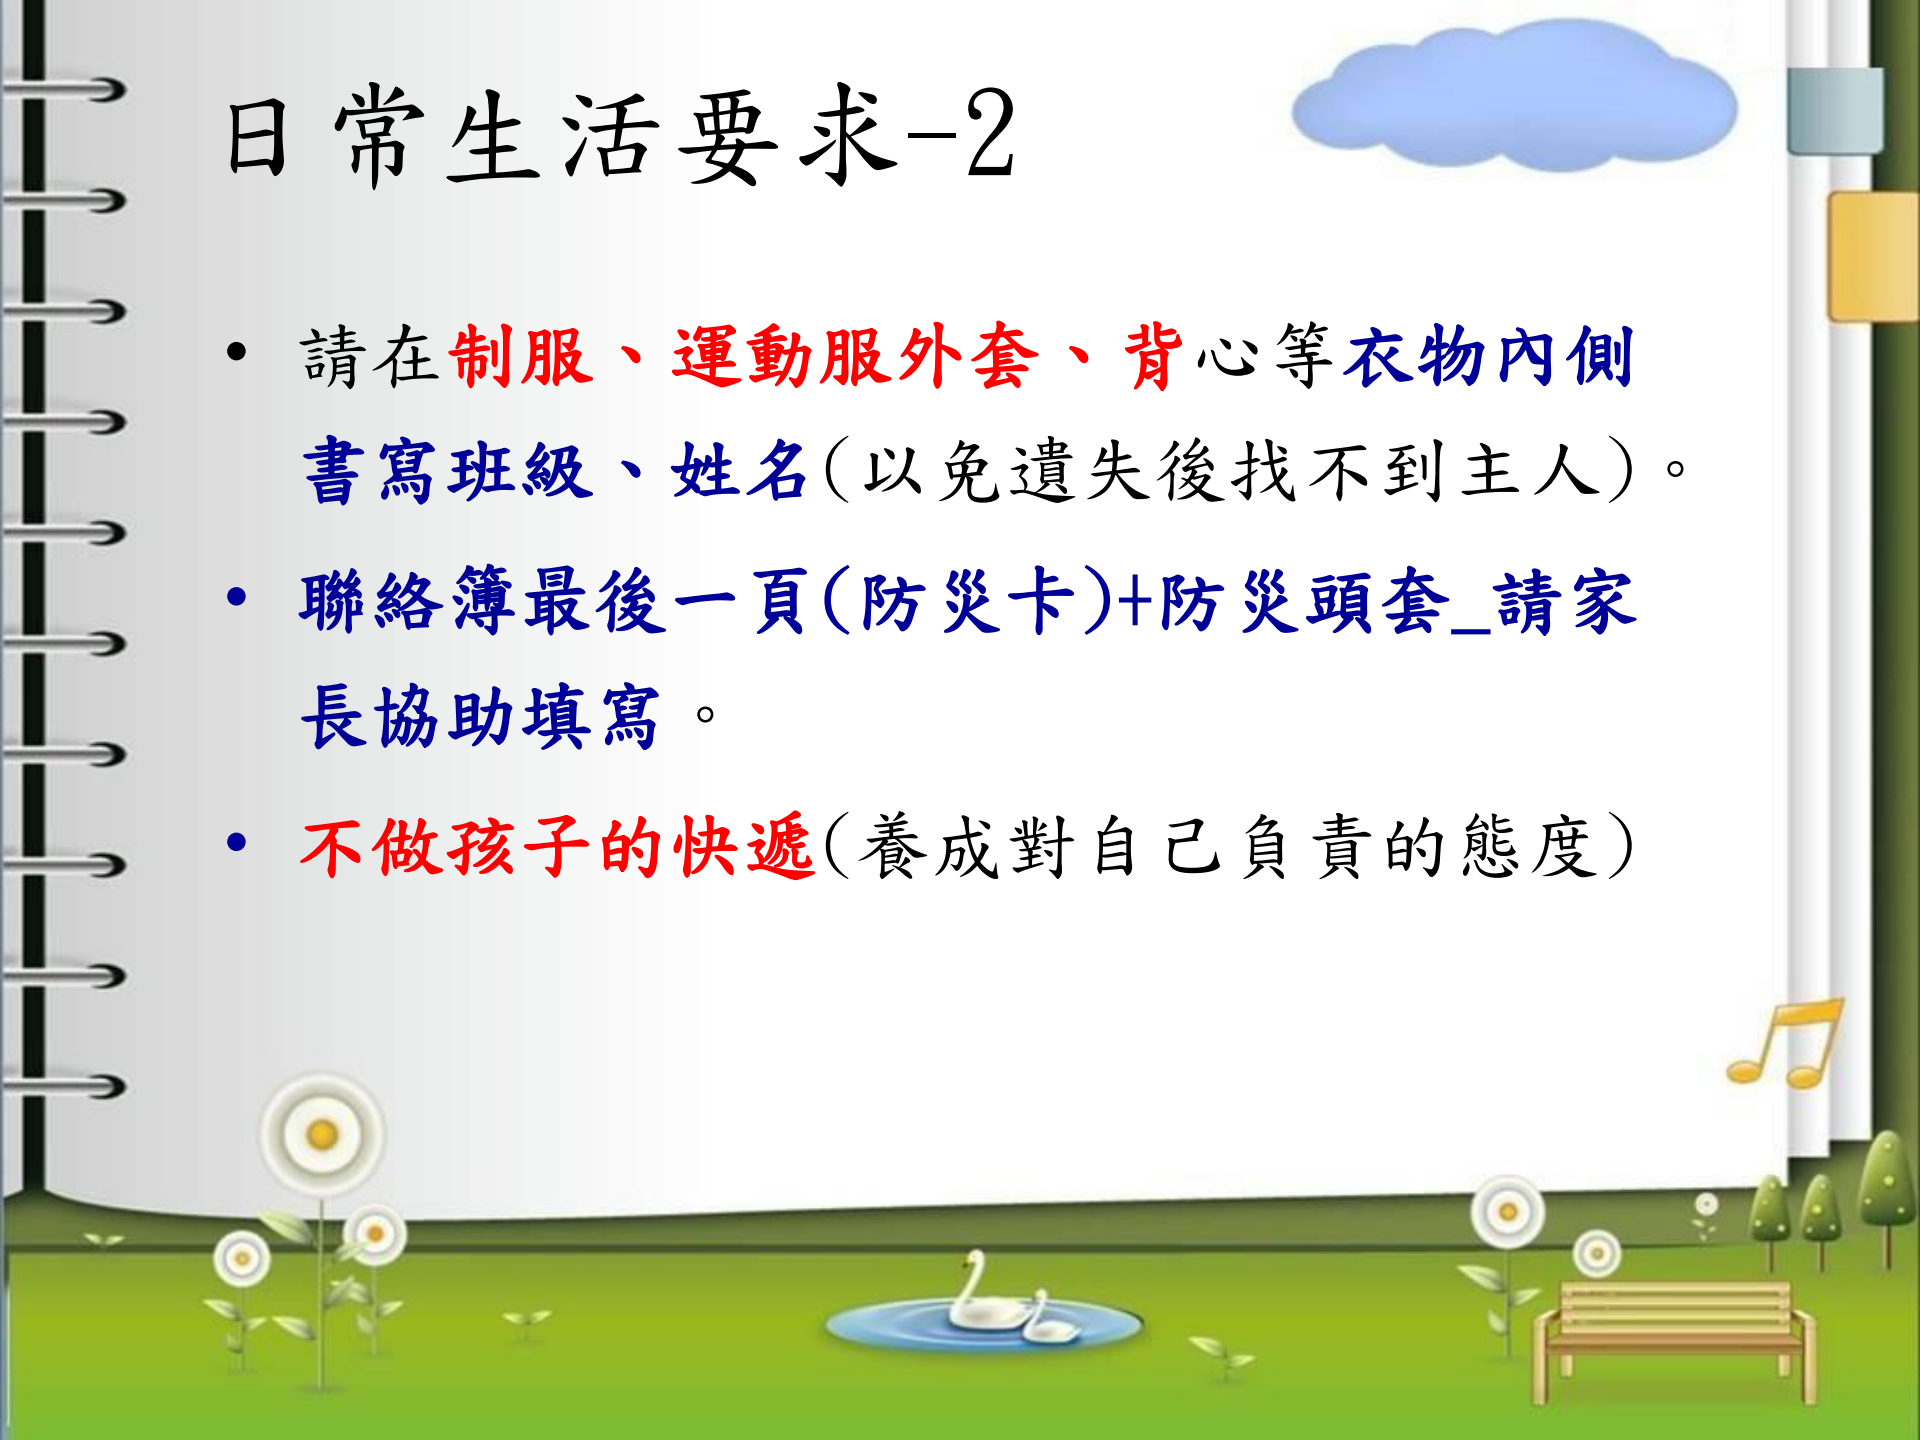 日常生活要求-2
• 請在制服、運動服外套、背心等衣物內側
書寫班級、姓名(以免遺失後找不到主人)。
• 聯絡簿最後一頁(防災卡)+防災頭套_請家
長協助填寫。
• 不做孩子的快遞(養成對自己負責的態度)